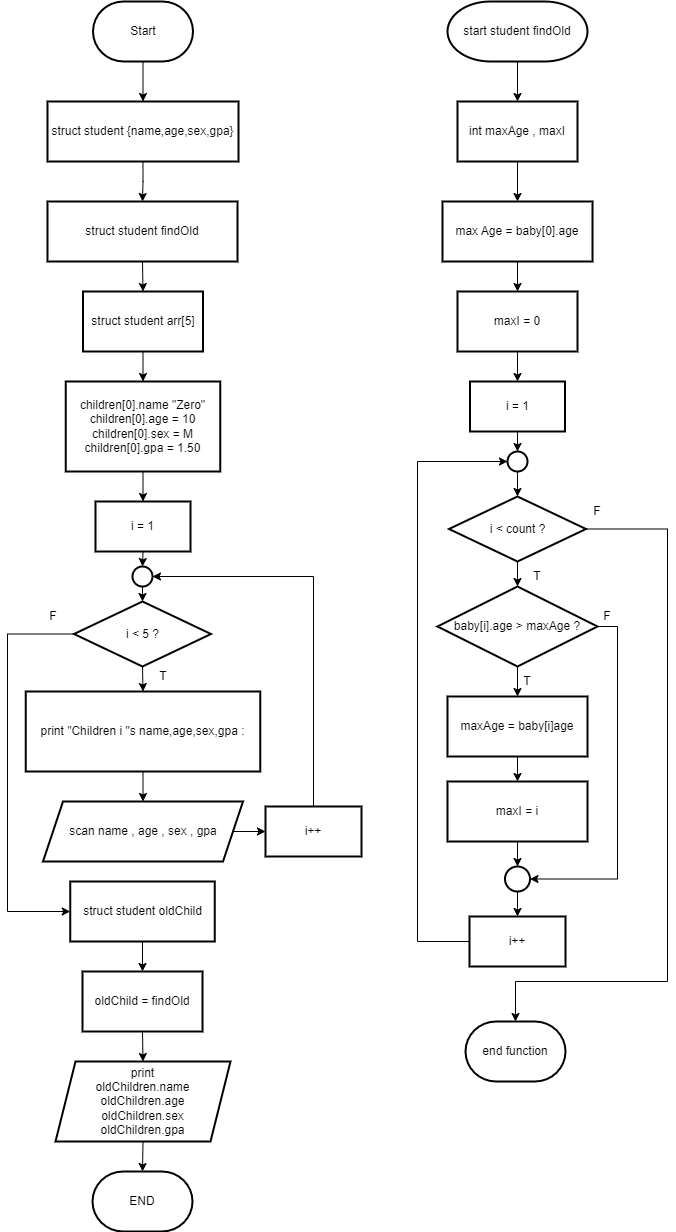 Start
struct student {name,age,sex,gpa}
struct student findOld
struct student arr[5]
children[0].name "Zero"
children[0].age = 10
children[0].sex = M
children[0].gpa = 1.50
i = 1
i < 5 ?
F
T
print "Children i "s name,age,sex,gpa :
scan name , age , sex , gpa
i++
struct student oldChild
oldChild = findOld
print
oldChildren.name
oldChildren.age
oldChildren.sex
oldChildren.gpa
END
start student findOld
int maxAge , maxI
max Age = baby[0].age
maxI = 0
i = 1
i < count ?
F
T
baby[i].age > maxAge ?
F
T
maxAge = baby[i]age
maxI = i
i++
end function